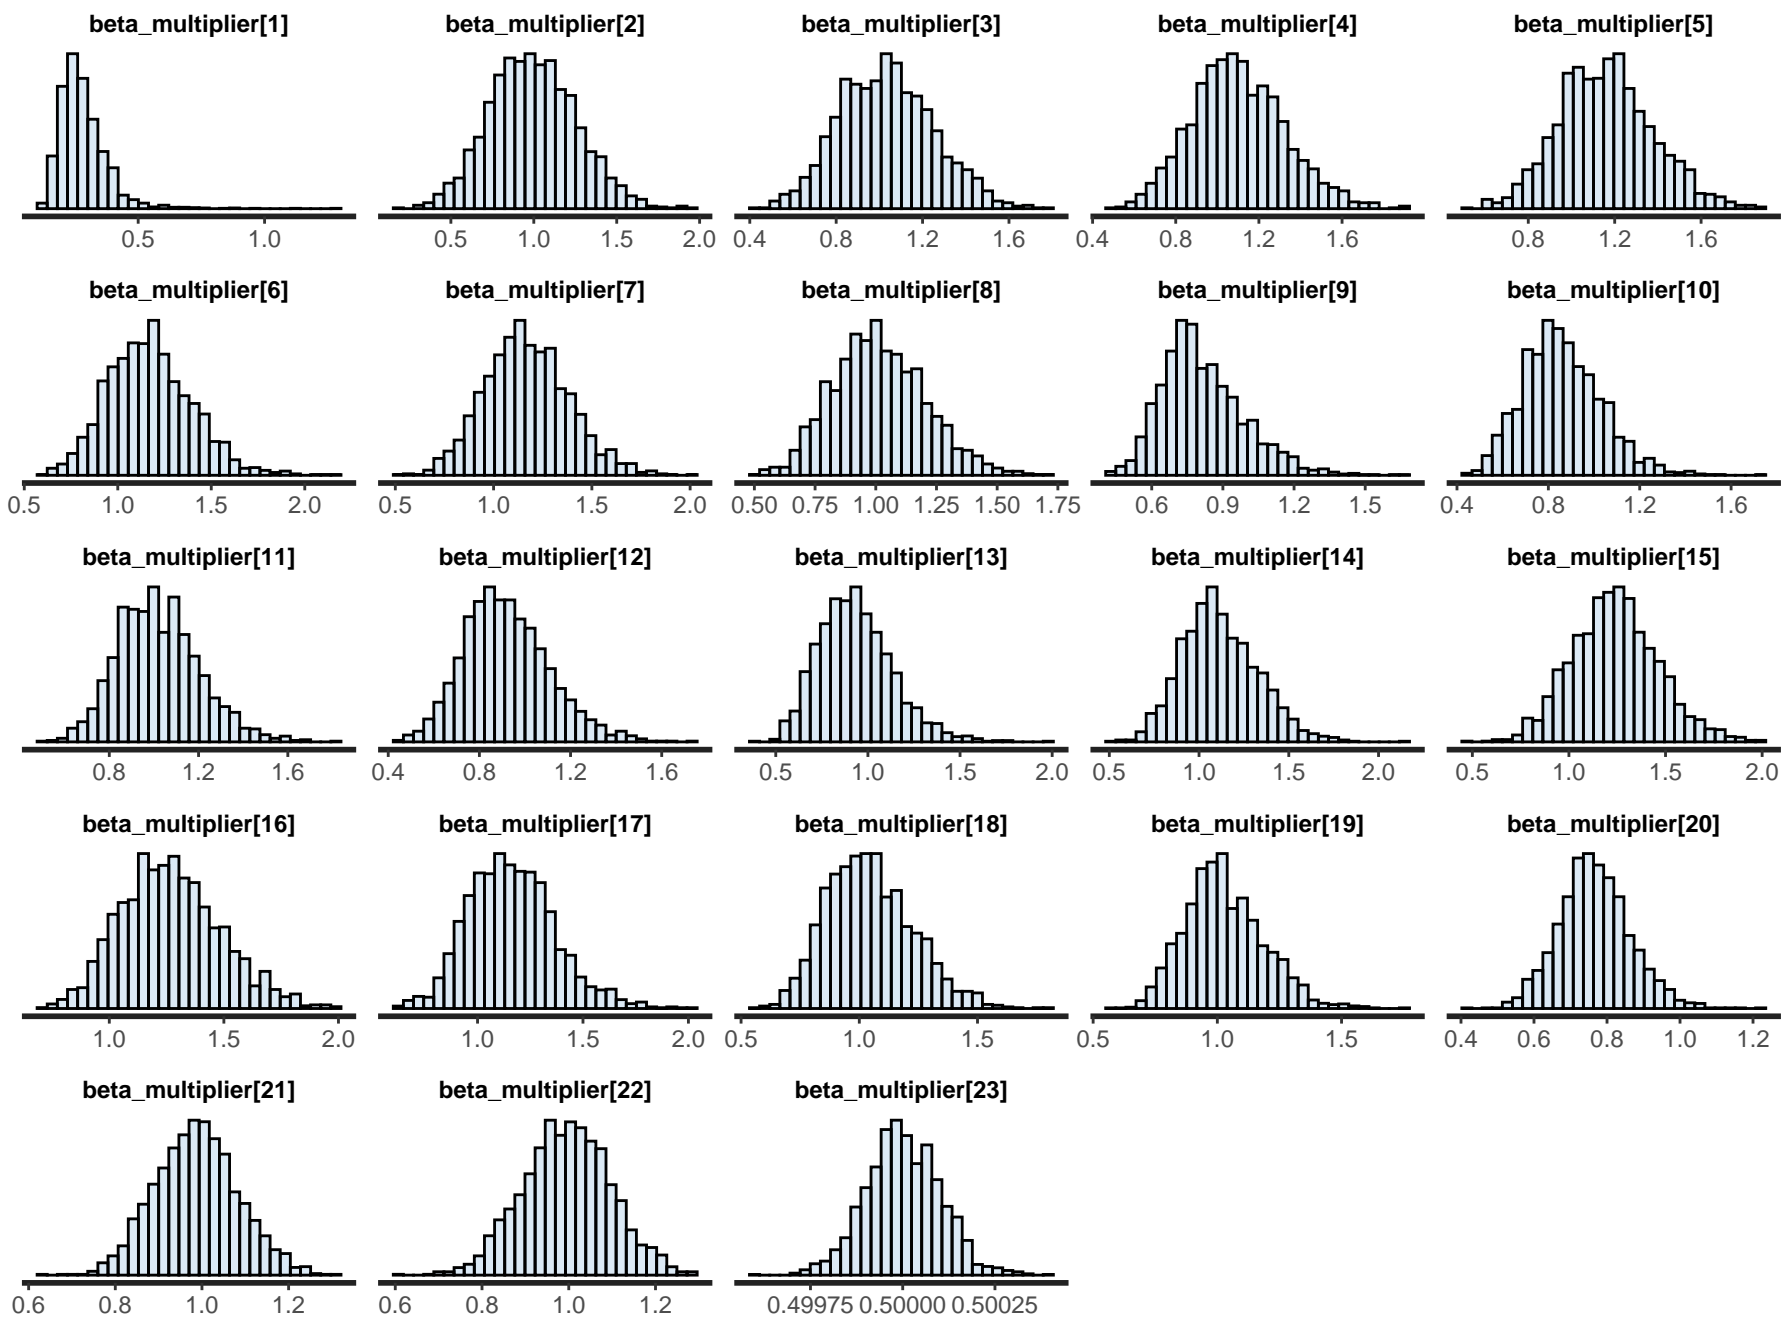 beta_multiplier[1] beta_multiplier[2] beta_multiplier[3] beta_multiplier[4] beta_multiplier[5]
0.5 1.0 0.5 1.0 1.5 2.0 0.4 0.8 1.2 1.6 0.4 0.8 1.2 1.6 0.8 1.2 1.6
beta_multiplier[6] beta_multiplier[7] beta_multiplier[8] beta_multiplier[9] beta_multiplier[10]
0.5 1.0 1.5 2.0 0.5 1.0 1.5 2.0 0.50 0.75 1.00 1.25 1.50 1.75 0.6 0.9 1.2 1.5 0.4 0.8 1.2 1.6
beta_multiplier[11] beta_multiplier[12] beta_multiplier[13] beta_multiplier[14] beta_multiplier[15]
0.8 1.2 1.6 0.4 0.8 1.2 1.6 0.5 1.0 1.5 2.0 0.5 1.0 1.5 2.0 0.5 1.0 1.5 2.0
beta_multiplier[16] beta_multiplier[17] beta_multiplier[18] beta_multiplier[19] beta_multiplier[20]
1.0 1.5 2.0 1.0 1.5 2.0 0.5 1.0 1.5 0.5 1.0 1.5 0.4 0.6 0.8 1.0 1.2
beta_multiplier[21] beta_multiplier[22] beta_multiplier[23]
0.6 0.8 1.0 1.2 0.6 0.8 1.0 1.2 0.49975 0.50000 0.50025